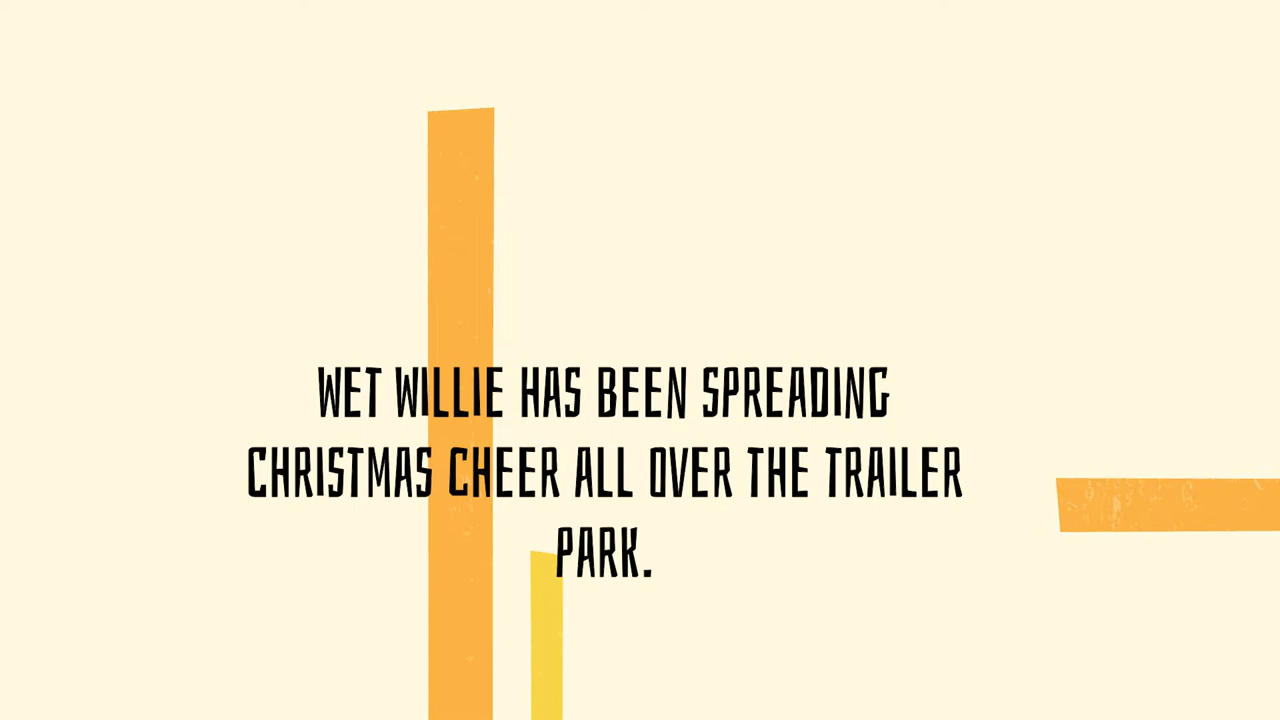 WET WILLIE HAS BEEN SPREADING
CHRISTMAS CHEER ALL OVER THE TRAILER
PARK.